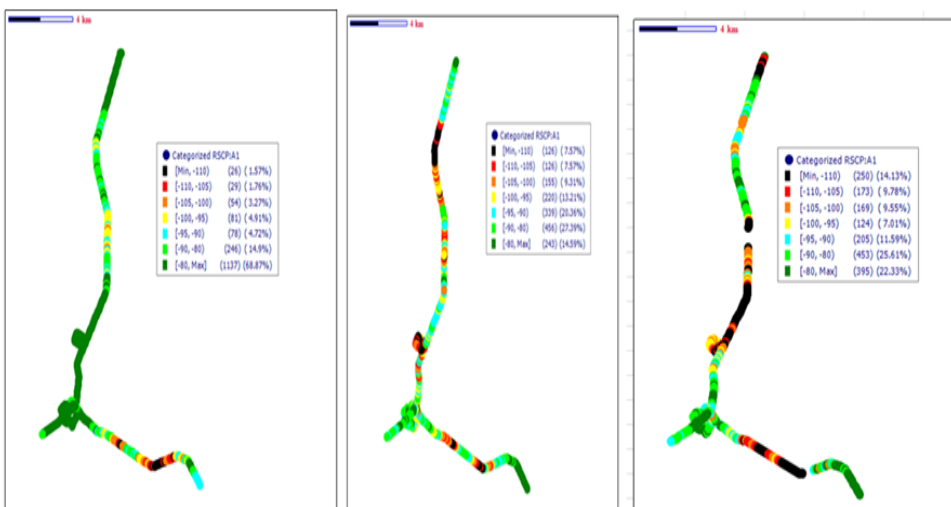 4 km
Categorized RSCP:A1
[Min, -110) (26) ( 1.57%)
[-110, -105) (29) ( 1.76%)
[-105, -100) (54) ( 3.27%)
[-100, -95) (81) ( 4.91%)
[-95, -90) (78) ( 4.72%)
[-90, -80) (246) ( 14.9%)
[-80, Max] (1137) (68.87%)
4 km
Categorized RSCP:A1
[Min, -110) (126) ( 7.57%)
[-110, -105) (126) ( 7.57%)
[-105, -100) (155) ( 9.31%)
[-100, -95) (220) (13.21%)
[-95, -90) (339) (20.36%)
[-90, -80) (456) (27.39%)
[-80, Max] (243) (14.59%)
4 km
Categorized RSCP:A1
[Min, -110) (250) (14.13%)
[-110, -105) (173) ( 9.78%)
[-105, -100) (169) ( 9.55%)
[-100, -95) (124) ( 7.01%)
[-95, -90) (205) (11.59%)
[-90, -80) (453) (25.61%)
[-80, Max] (395) (22.33%)